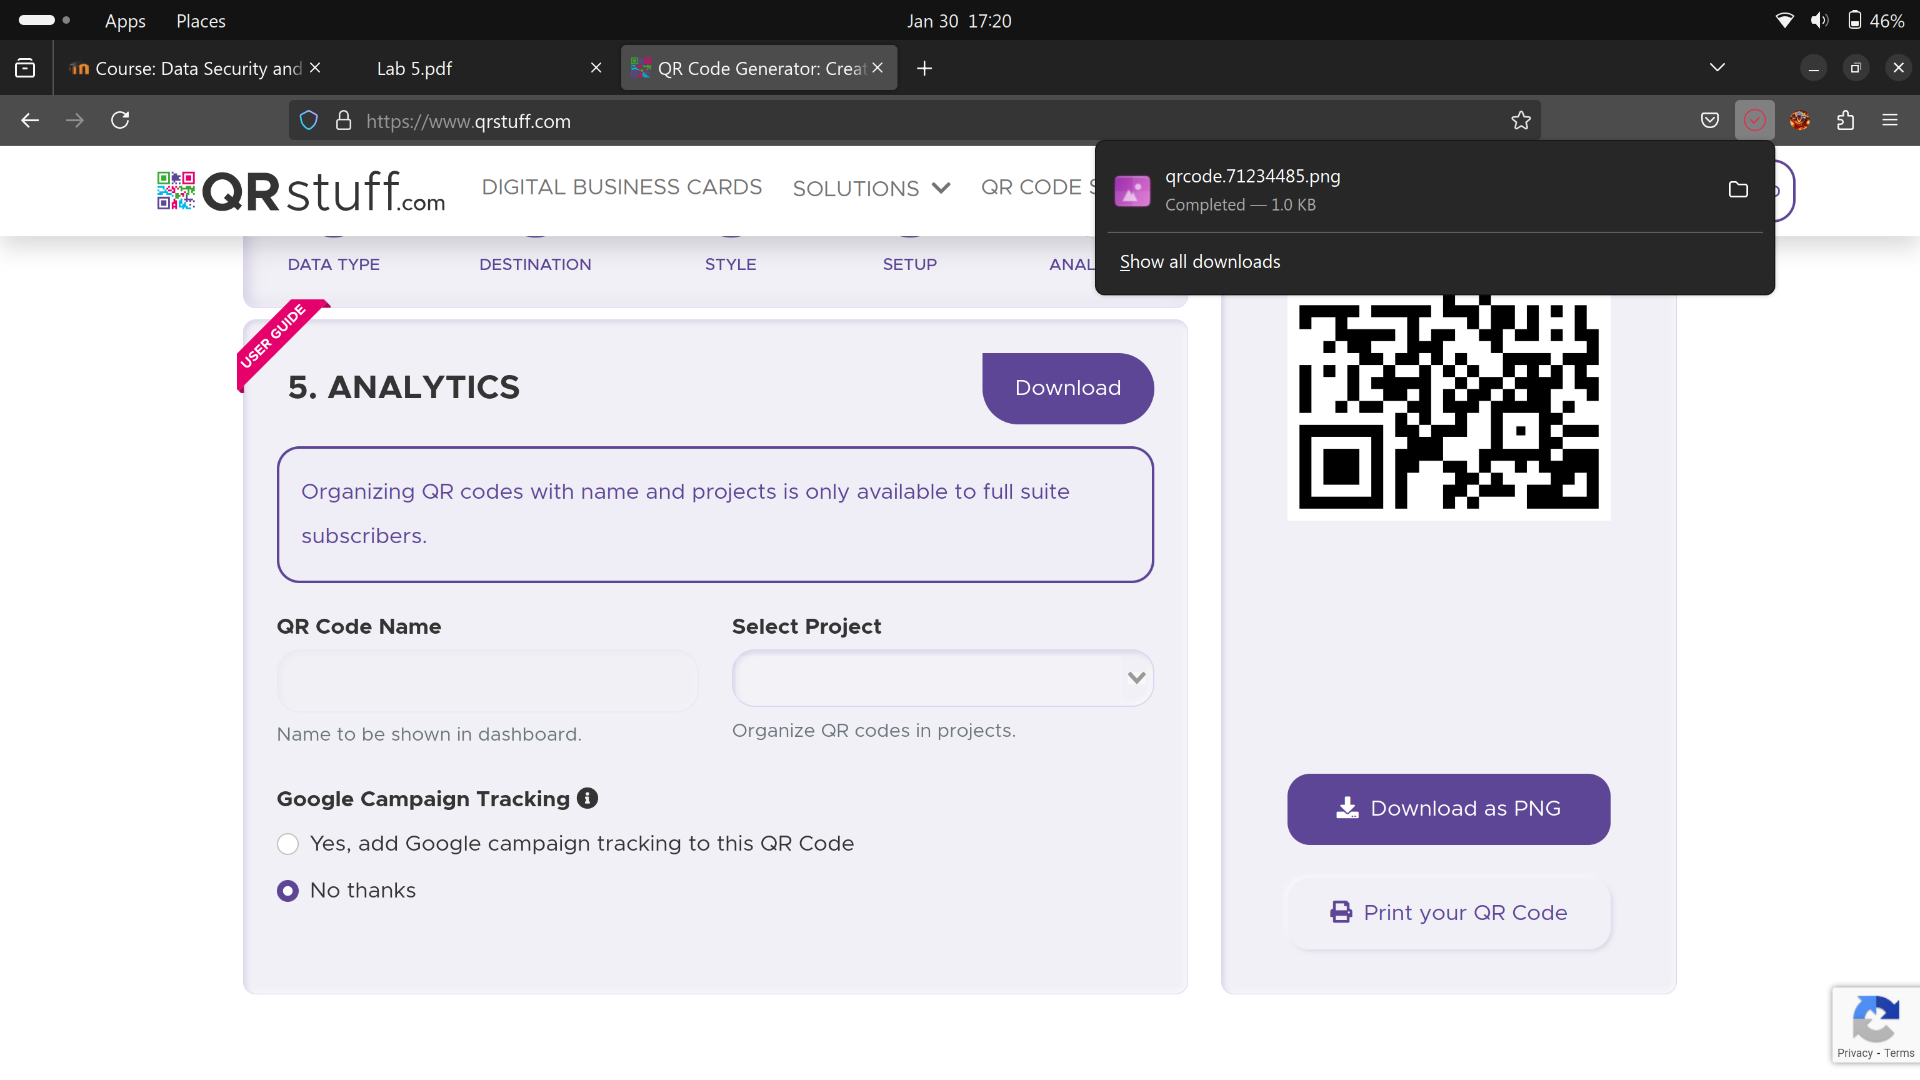 Apps Places Jan 30 17:20 46%
Course: Data Security and Lab 5.pdf QR Code Generator: Creat
https://www.qrstuff.com
qrcode.71234485.png
Completed — 1.0 KB
Show all downloads
QRstuff.com DIGITAL BUSINESS CARDS SOLUTIONS QR CODE
DATA TYPE DESTINATION STYLE SETUP ANAL
USER GUIDE
5. ANALYTICS
Download
Organizing QR codes with name and projects is only available to full suite
subscribers.
QR Code Name Select Project
Name to be shown in dashboard. Organize QR codes in projects.
Google Campaign Tracking
Yes, add Google campaign tracking to this QR Code
No thanks
Download as PNG
Print your QR Code
Privacy - Terms